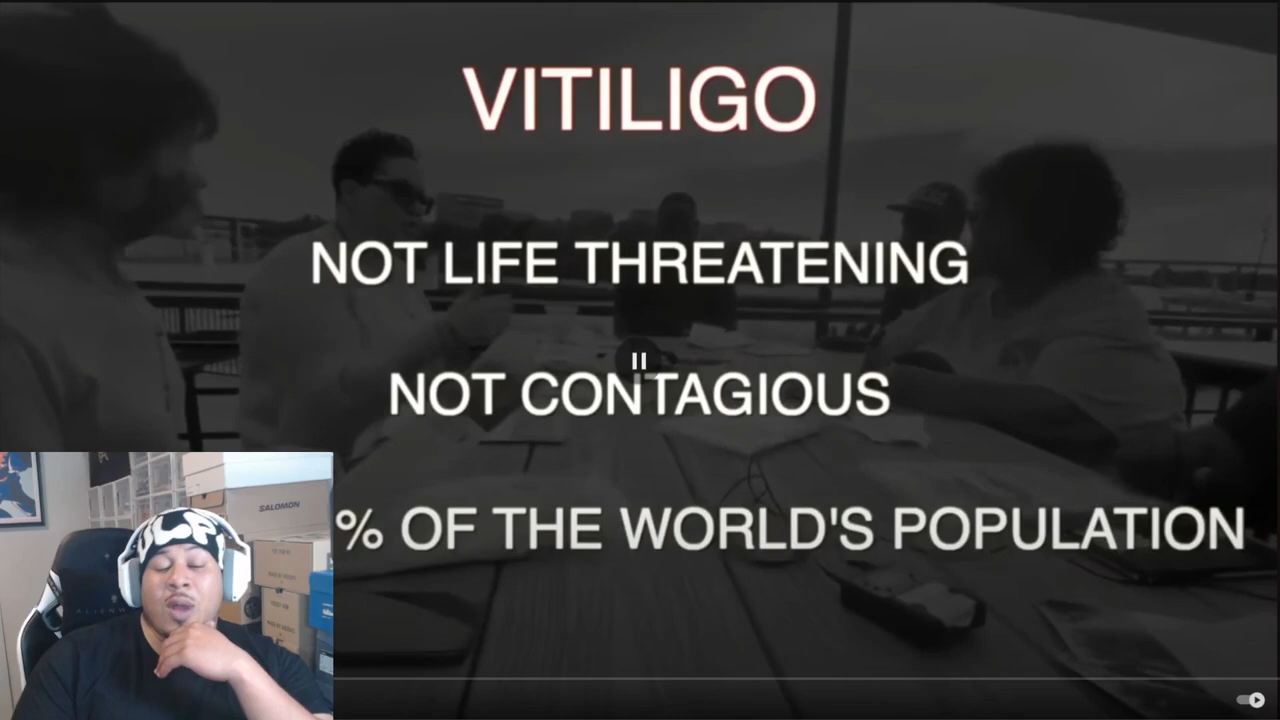 VITILIGO
NOT LIFE THREATENING
NOT CONTAGIOUS
% OF THE WORLD'S POPULATION
SALOMON